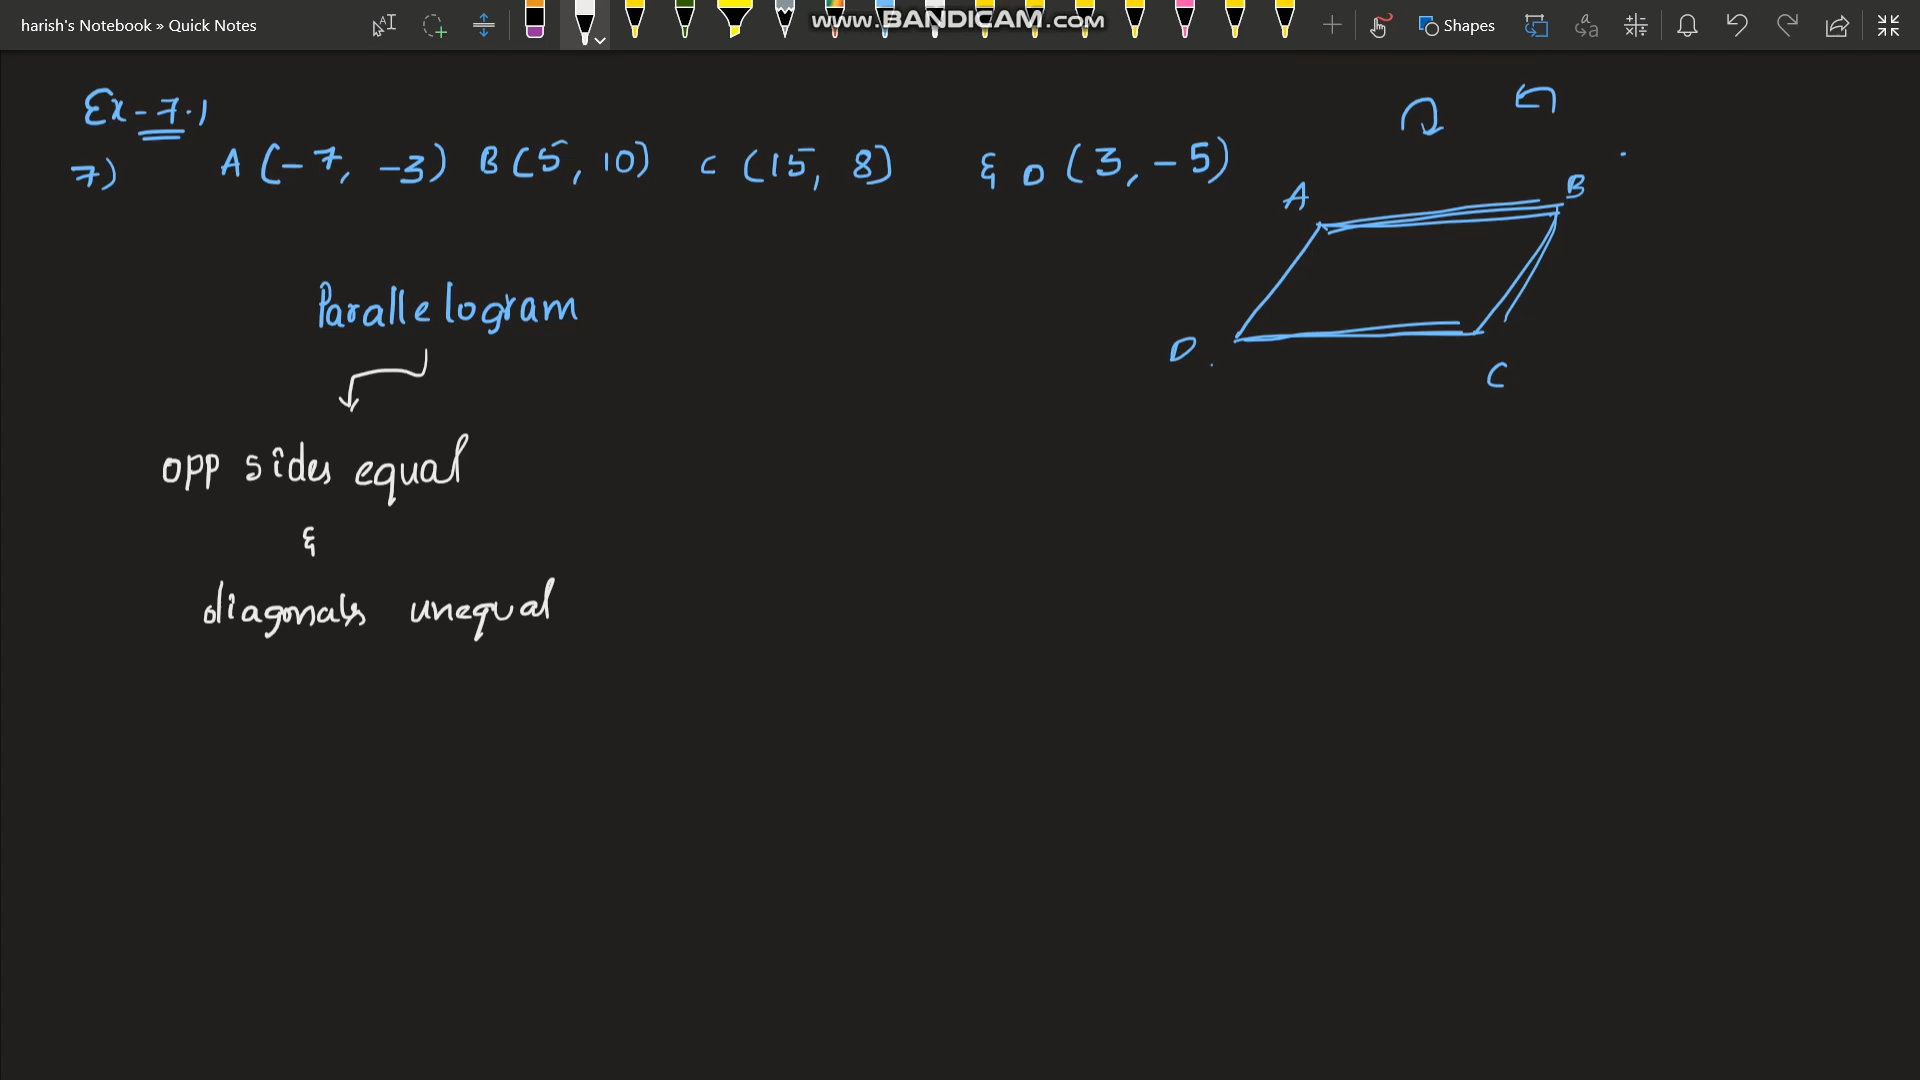 harish's Notebook » Quick Notes
www.BANDICAM.com
Shapes
Ex-7.1
7) A (-7, -3) B (5, 10) C (15, 8) & D (3, -5)
A
B
Parallelogram
D
C
opp sides equal
&
diagonals unequal